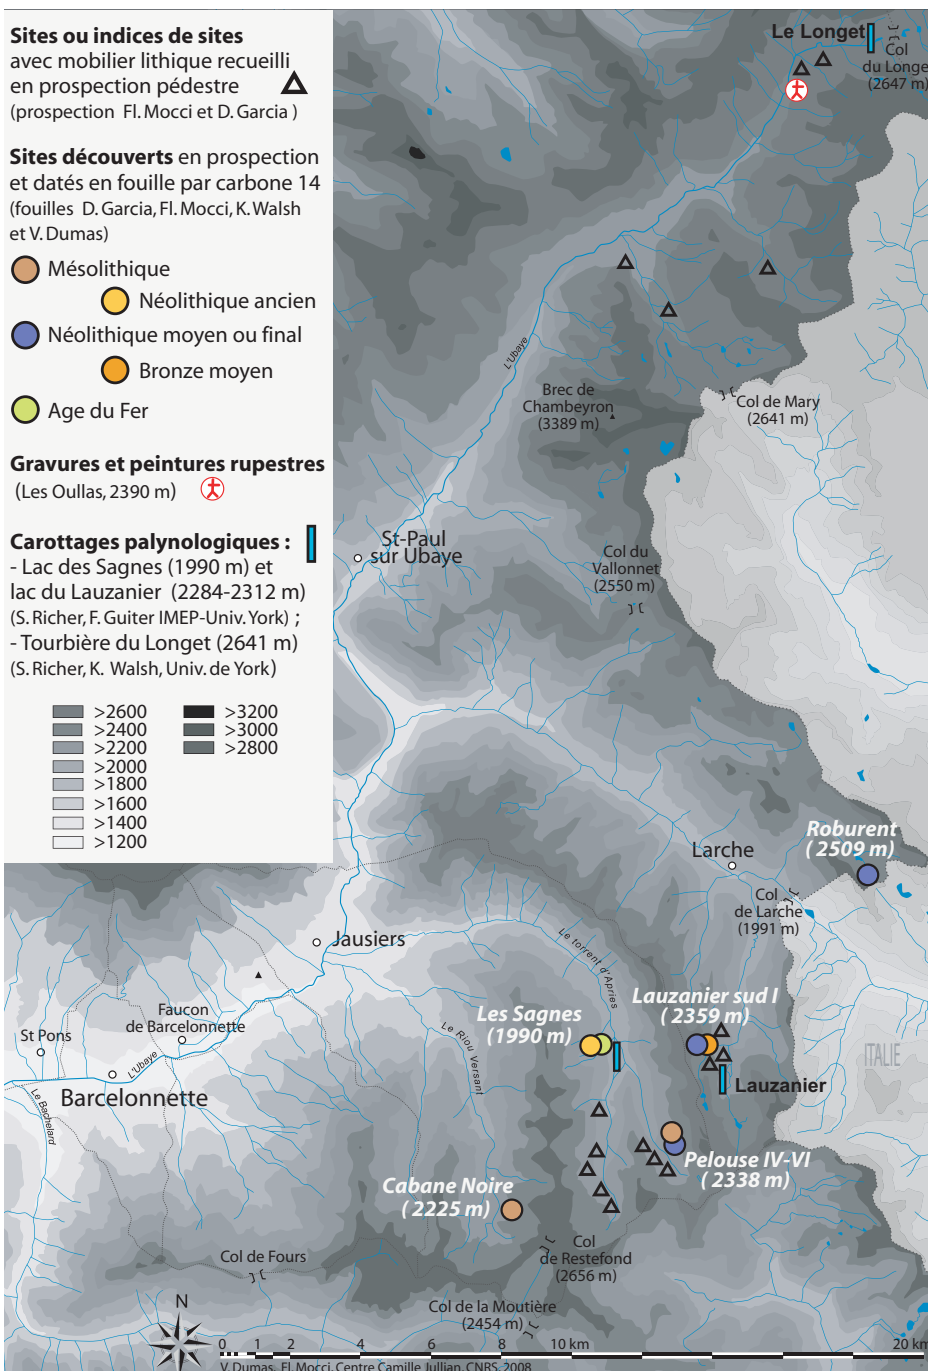 Sites ou indices de sites
avec mobilier lithique recueilli
en prospection pédestre
(prospection Fl. Mocci et D. Garcia )
Sites découverts en prospection
et datés en fouille par carbone 14
(fouilles D. Garcia, Fl. Mocci, K. Walsh
et V. Dumas)
Mésolithique
Néolithique ancien
Néolithique moyen ou final
Bronze moyen
Age du Fer
Gravures et peintures rupestres
(Les Oullas, 2390 m)
Carottages palynologiques :
- Lac des Sagnes (1990 m) et
lac du Lauzanier (2284-2312 m)
(S. Richer, F. Guiter IMEP-Univ. York) ;
- Tourbière du Longet (2641 m)
(S. Richer, K. Walsh, Univ. de York)
>2600
>2400
>2200
>2000
>1800
>1600
>1400
>1200
>3200
>3000
>2800
Le Longet
Col
du Longet
(2647 m)
L'Ubaye
Brec de
Chambeyron
(3389 m)
Col de Mary
(2641 m)
St-Paul
sur Ubaye
Col du
Vallonnet
(2550 m)
Larche
Roburent
( 2509 m)
Col
de Larche
(1991 m)
Jausiers
Le torrent d'Apries
Faucon
de Barcelonnette
St Pons
L'Ubaye
Barcelonnette
Le Bachelard
Le Riou Versant
Les Sagnes
(1990 m)
Lauzanier sud I
( 2359 m)
Lauzanier
ITALIE
Pelouse IV-VI
( 2338 m)
Cabane Noire
( 2225 m)
Col
de Restefond
(2656 m)
Col de Fours
Col de la Moutière
(2454 m)
N
0 1 2 4 6 8 10 km 20 km
V. Dumas, Fl. Mocci, Centre Camille Jullian, CNRS, 2008